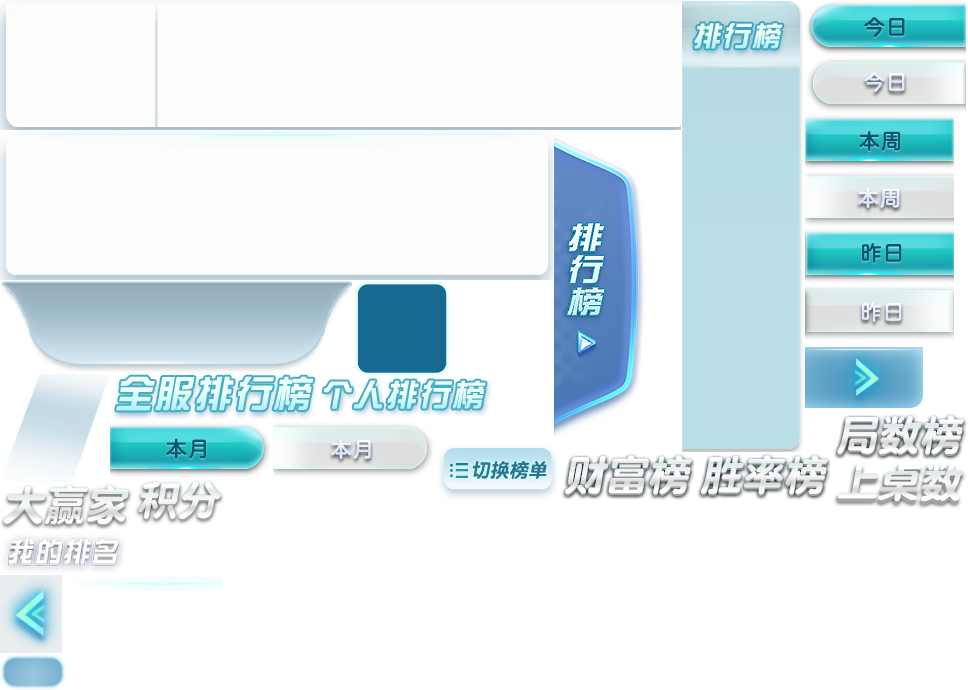 排行榜
今日
今日
本周
本周
昨日
昨日
排行榜
全服排行榜 个人排行榜
本月
本月
切换榜单
财富榜 胜率榜
局数榜
上桌数
大赢家 积分
我的排名